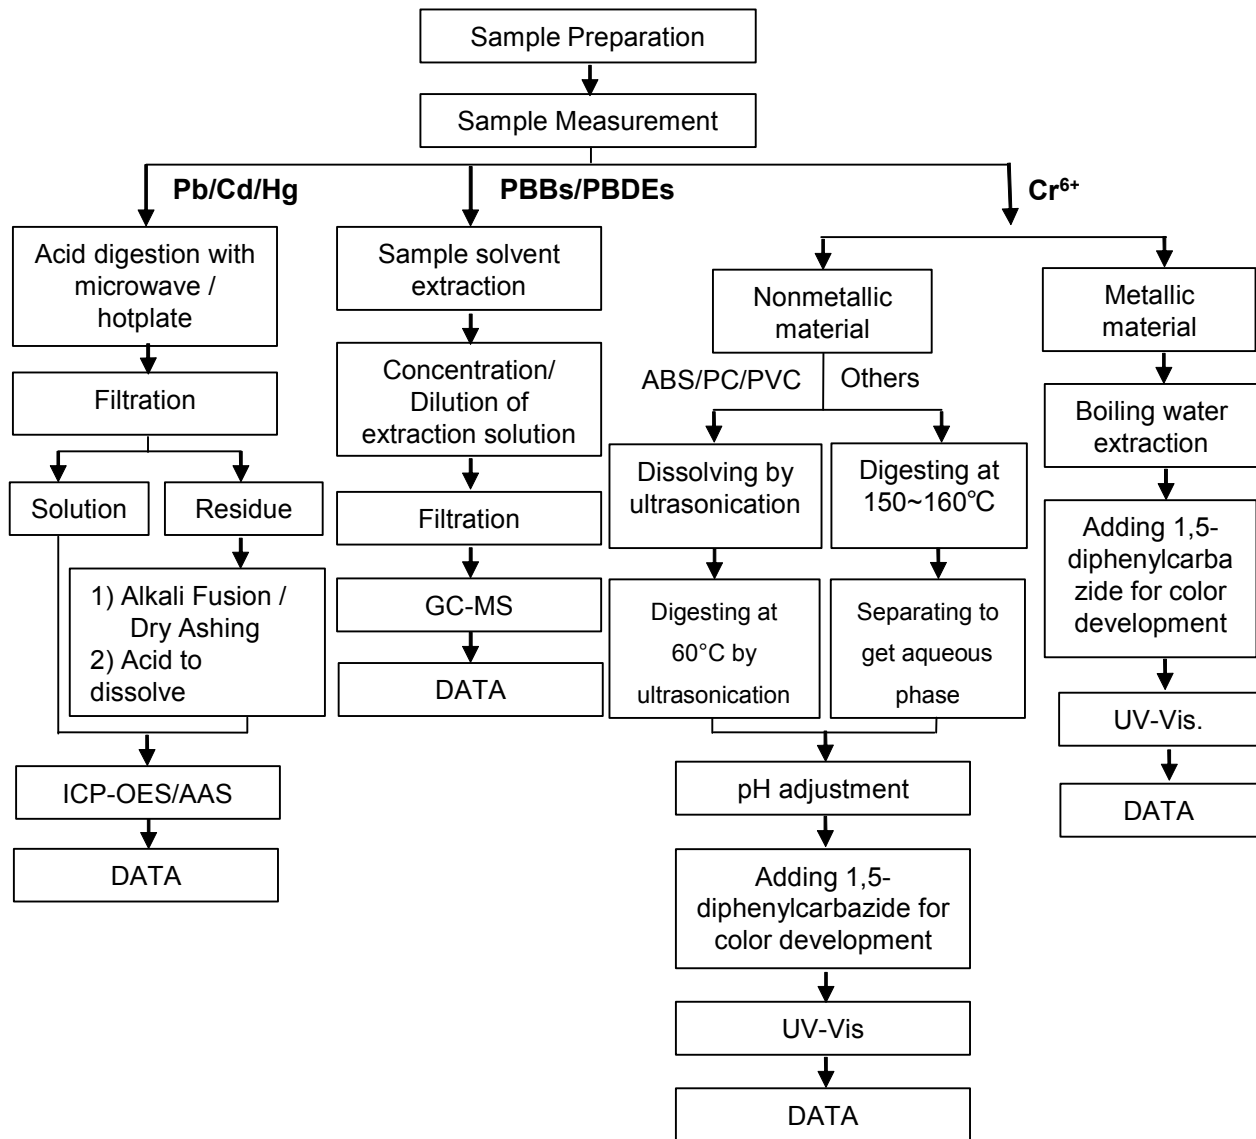 Sample Preparation
Sample Measurement
Pb/Cd/Hg
PBBs/PBDEs
Cr⁶⁺
Acid digestion with
microwave /
hotplate
Filtration
Solution
Residue
1) Alkali Fusion /
Dry Ashing
2) Acid to
dissolve
ICP-OES/AAS
DATA
Sample solvent
extraction
Concentration/
Dilution of
extraction solution
Filtration
GC-MS
DATA
Nonmetallic
material
ABS/PC/PVC
Others
Dissolving by
ultrasonication
Digesting at
60°C by
ultrasonication
Digesting at
150~160℃
Separating to
get aqueous
phase
pH adjustment
Adding 1,5-
diphenylcarbazide for
color development
UV-Vis
DATA
Metallic
material
Boiling water
extraction
Adding 1,5-
diphenylcarba
zide for color
development
UV-Vis.
DATA